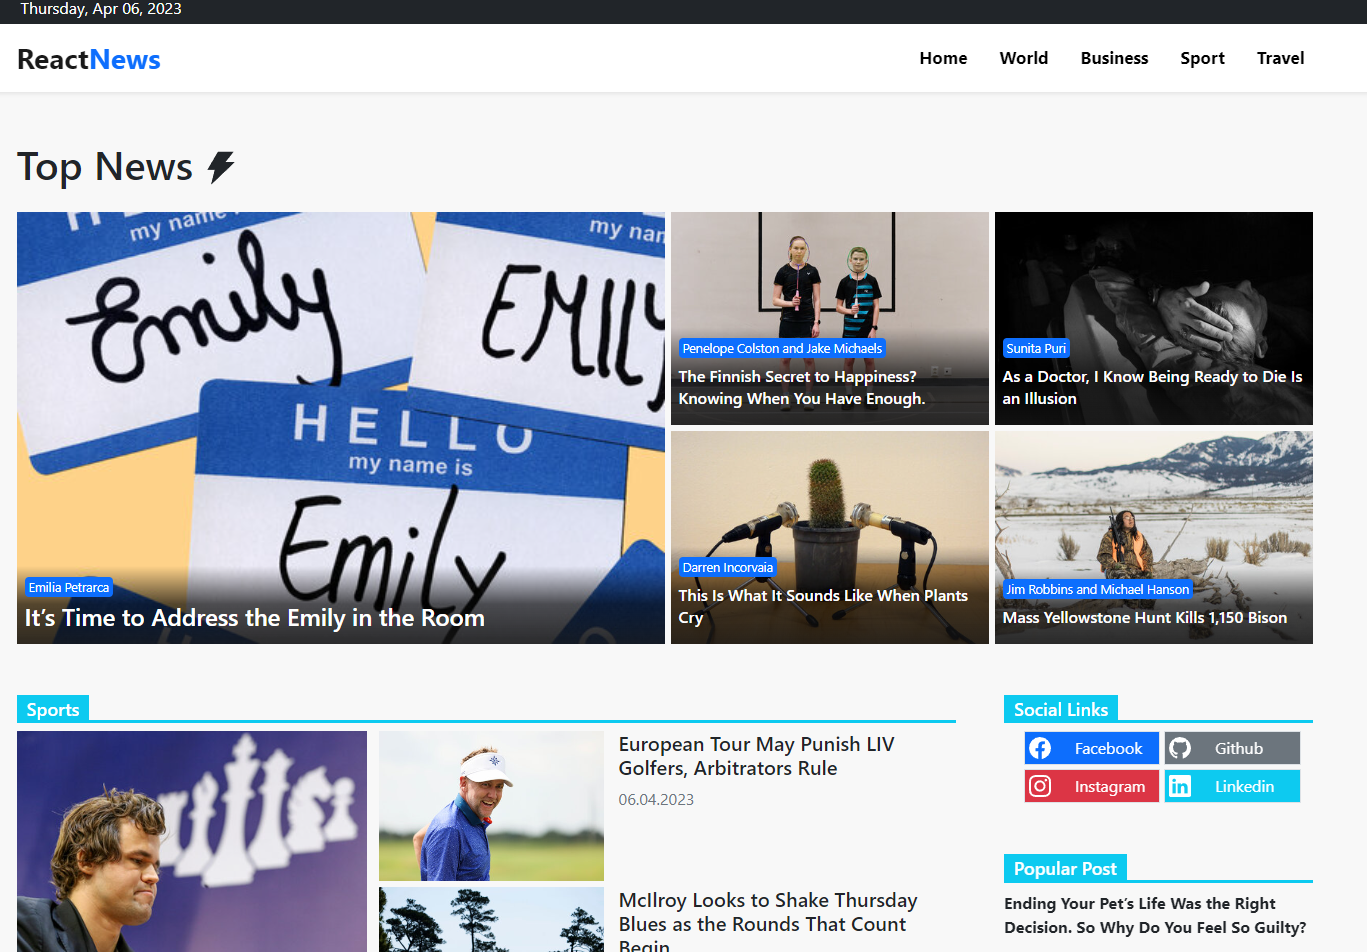 Thursday, Apr 06, 2023
ReactNews
Home World Business Sport Travel
Top News
my name
my nam
Emily
EMILY
HELLO
my name is
Emily
Emilia Petrarca
It’s Time to Address the Emily in the Room
Penelope Colston and Jake Michaels
The Finnish Secret to Happiness?
Knowing When You Have Enough.
Sunita Puri
As a Doctor, I Know Being Ready to Die Is
an Illusion
Darren Incorvaia
This Is What It Sounds Like When Plants
Cry
Jim Robbins and Michael Hanson
Mass Yellowstone Hunt Kills 1,150 Bison
Sports
European Tour May Punish LIV
Golfers, Arbitrators Rule
06.04.2023
McIlroy Looks to Shake Thursday
Blues as the Rounds That Count
Begin
Social Links
Facebook
Github
Instagram
Linkedin
Popular Post
Ending Your Pet’s Life Was the Right
Decision. So Why Do You Feel So Guilty?